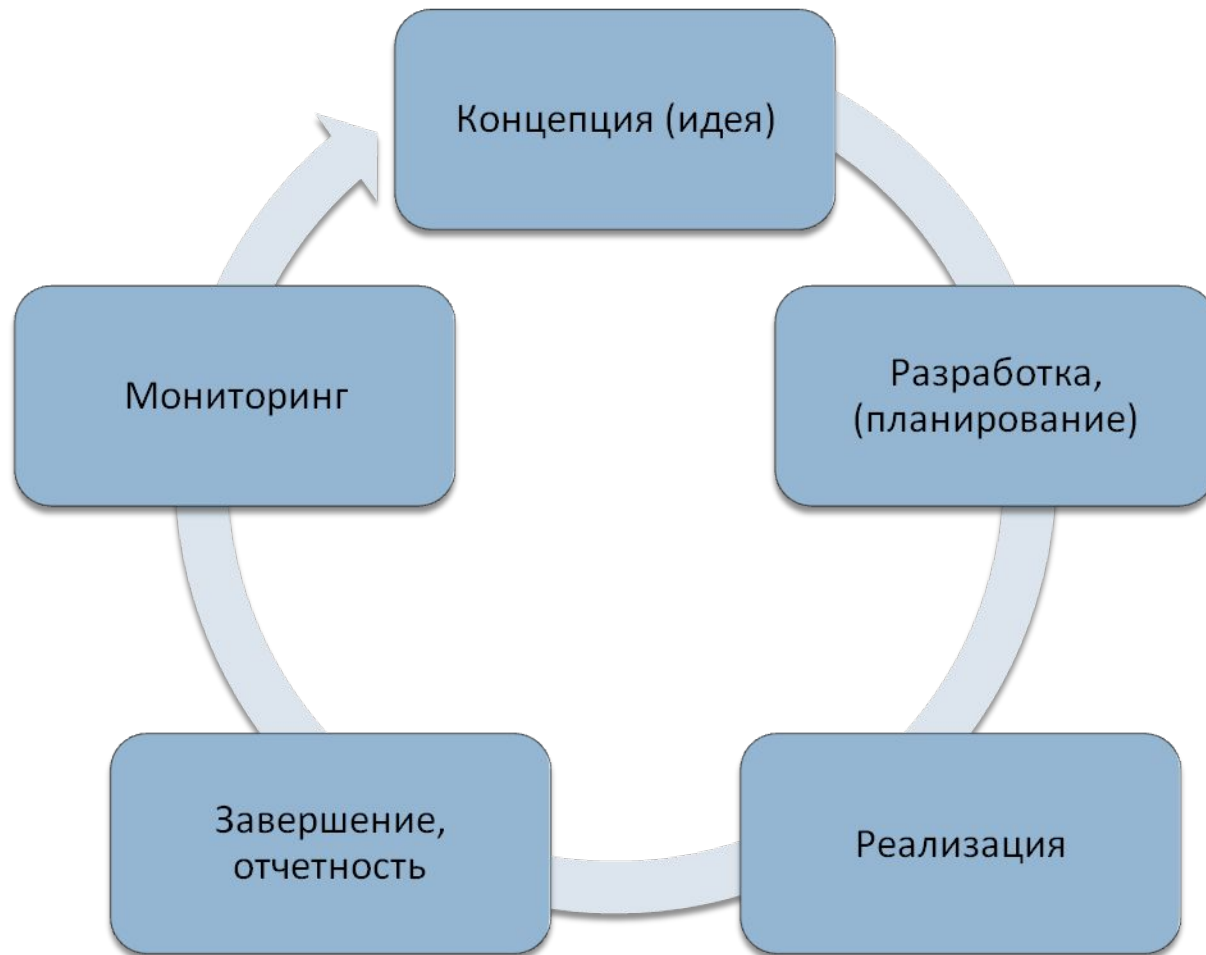 Концепция (идея)
Разработка,
(планирование)
Реализация
Завершение,
отчетность
Мониторинг